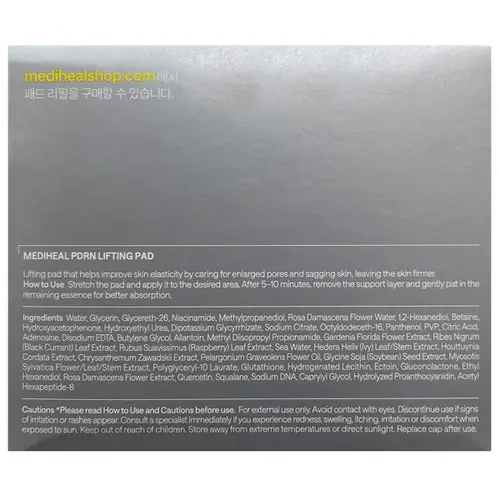 medihealshop.com에서
패드 리필을 구매할 수 있습니다.
MEDIHEAL PDRN LIFTING PAD
Lifting pad that helps improve skin elasticity by caring for enlarged pores and sagging skin, leaving the skin firmer.
How to Use Stretch the pad and apply it to the desired area. After 5-10 minutes, remove the support layer and gently pat in the
remaining essence for better absorption.
Ingredients Water, Glycerin, Glycereth-26, Niacinamide, Methylpropanediol, Rosa Damascena Flower Water, 1,2-Hexanediol, Betaine,
Hydroxyacetophenone, Hydroxyethyl Urea, Dipotassium Glycyrrhizate, Sodium Citrate, Octyldodeceth-16, Panthenol, PVP, Citric Acid,
Adenosine, Disodium EDTA, Butylene Glycol, Allantoin, Methyl Diisopropyl Propionamide, Gardenia Florida Flower Extract, Ribes Nigrum
(Black Currant) Leaf Extract, Rubus Suavissimus (Raspberry) Leaf Extract, Sea Water, Hedera Helix (Ivy) Leaf/Stem Extract, Houttuynia
Cordata Extract, Chrysanthemum Zawadskii Extract, Pelargonium Graveolens Flower Oil, Glycine Soja (Soybean) Seed Extract, Myosotis
Sylvatica Flower/Leaf/Stem Extract, Polyglyceryl-10 Laurate, Glutathione, Hydrogenated Lecithin, Ectoin, Gluconolactone, Ethyl
Hexanediol, Rosa Damascena Flower Extract, Quercetin, Squalane, Sodium DNA, Caprylyl Glycol, Hydrolyzed Proanthocyanidin, Acetyl
Hexapeptide-8
Cautions *Please read How to Use and Cautions before use. For external use only. Avoid contact with eyes. Discontinue use if signs
of irritation or rashes appear. Consult a specialist immediately if you experience redness, swelling, itching, irritation or discomfort when
exposed to sun. Keep out of reach of children. Store away from extreme temperatures or direct sunlight. Replace cap after use.